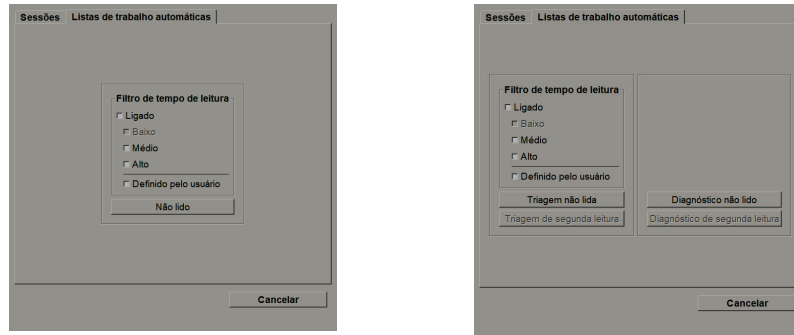 Sessões Listas de trabalho automáticas
Filtro de tempo de leitura
Ligado
Baixo
Médio
Alto
Definido pelo usuário
Não lido
Cancelar
Sessões Listas de trabalho automáticas
Filtro de tempo de leitura
Ligado
Baixo
Médio
Alto
Definido pelo usuário
Triagem não lida Diagnóstico não lido
Triagem de segunda leitura Diagnóstico de segunda leitura
Cancelar